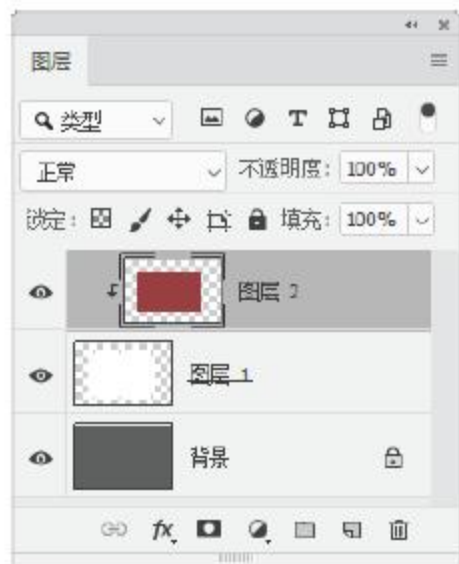 图层
类型
正常 不透明度: 100%
锁定: 填充: 100%
图层 2
图层 1
背景
fx